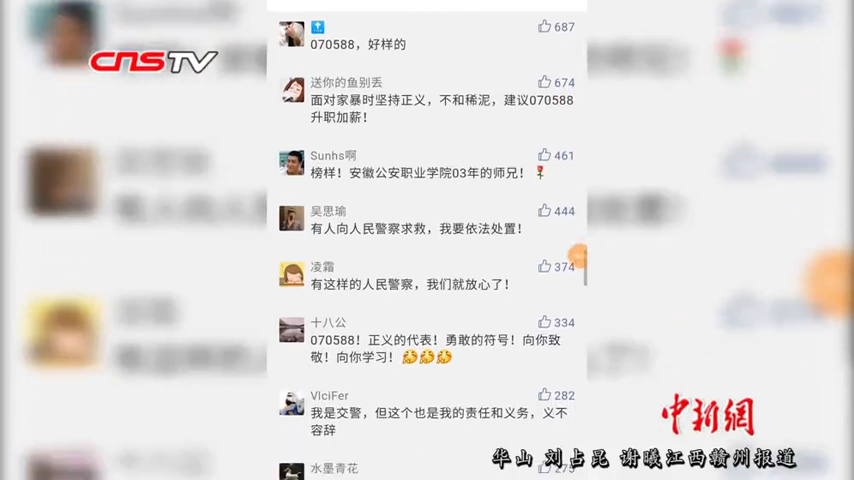 687
070588，好样的
CNSTV
送你的鱼别丢
674
面对家暴时坚持正义，不和稀泥，建议070588
升职加薪！
Sunhs啊
461
榜样！安徽公安职业学院03年的师兄！
吴思瑜
444
有人向人民警察求救，我要依法处置！
凌霜
374
有这样的人民警察，我们就放心了！
十八公
334
070588！正义的代表！勇敢的符号！向你致
敬！向你学习！
VlciFer
282
我是交警，但这个也是我的责任和义务，义不
容辞
中新網
水墨青花
275
华山 刘占昆 谢曦江西赣州报道